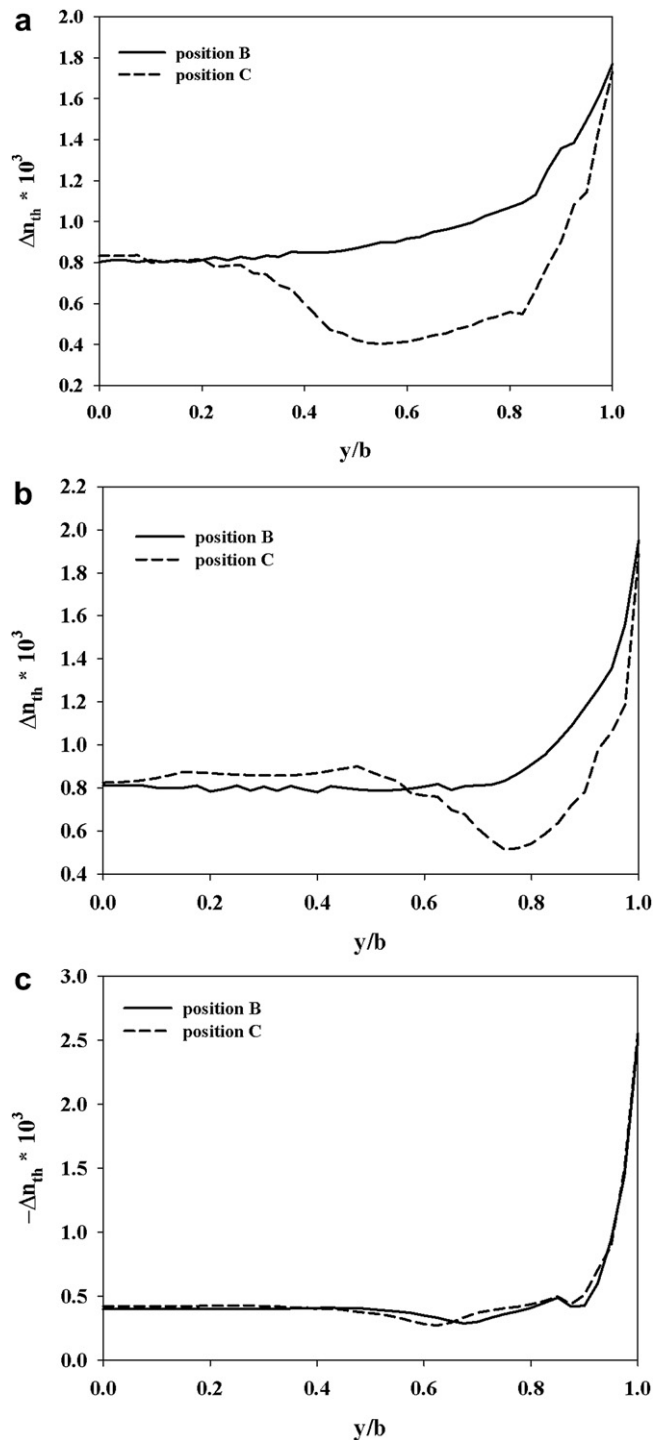 a
2.0
position B
position C
1.8
1.6
1.4
1.2
1.0
0.8
0.6
0.4
0.2
Δn_th * 10^3
0.0 0.2 0.4 0.6 0.8 1.0
y/b
b
2.2
position B
position C
2.0
1.8
1.6
1.4
1.2
1.0
0.8
0.6
0.4
Δn_th * 10^3
0.0 0.2 0.4 0.6 0.8 1.0
y/b
c
3.0
position B
position C
2.5
2.0
1.5
1.0
0.5
0.0
−Δn_th * 10^3
0.0 0.2 0.4 0.6 0.8 1.0
y/b